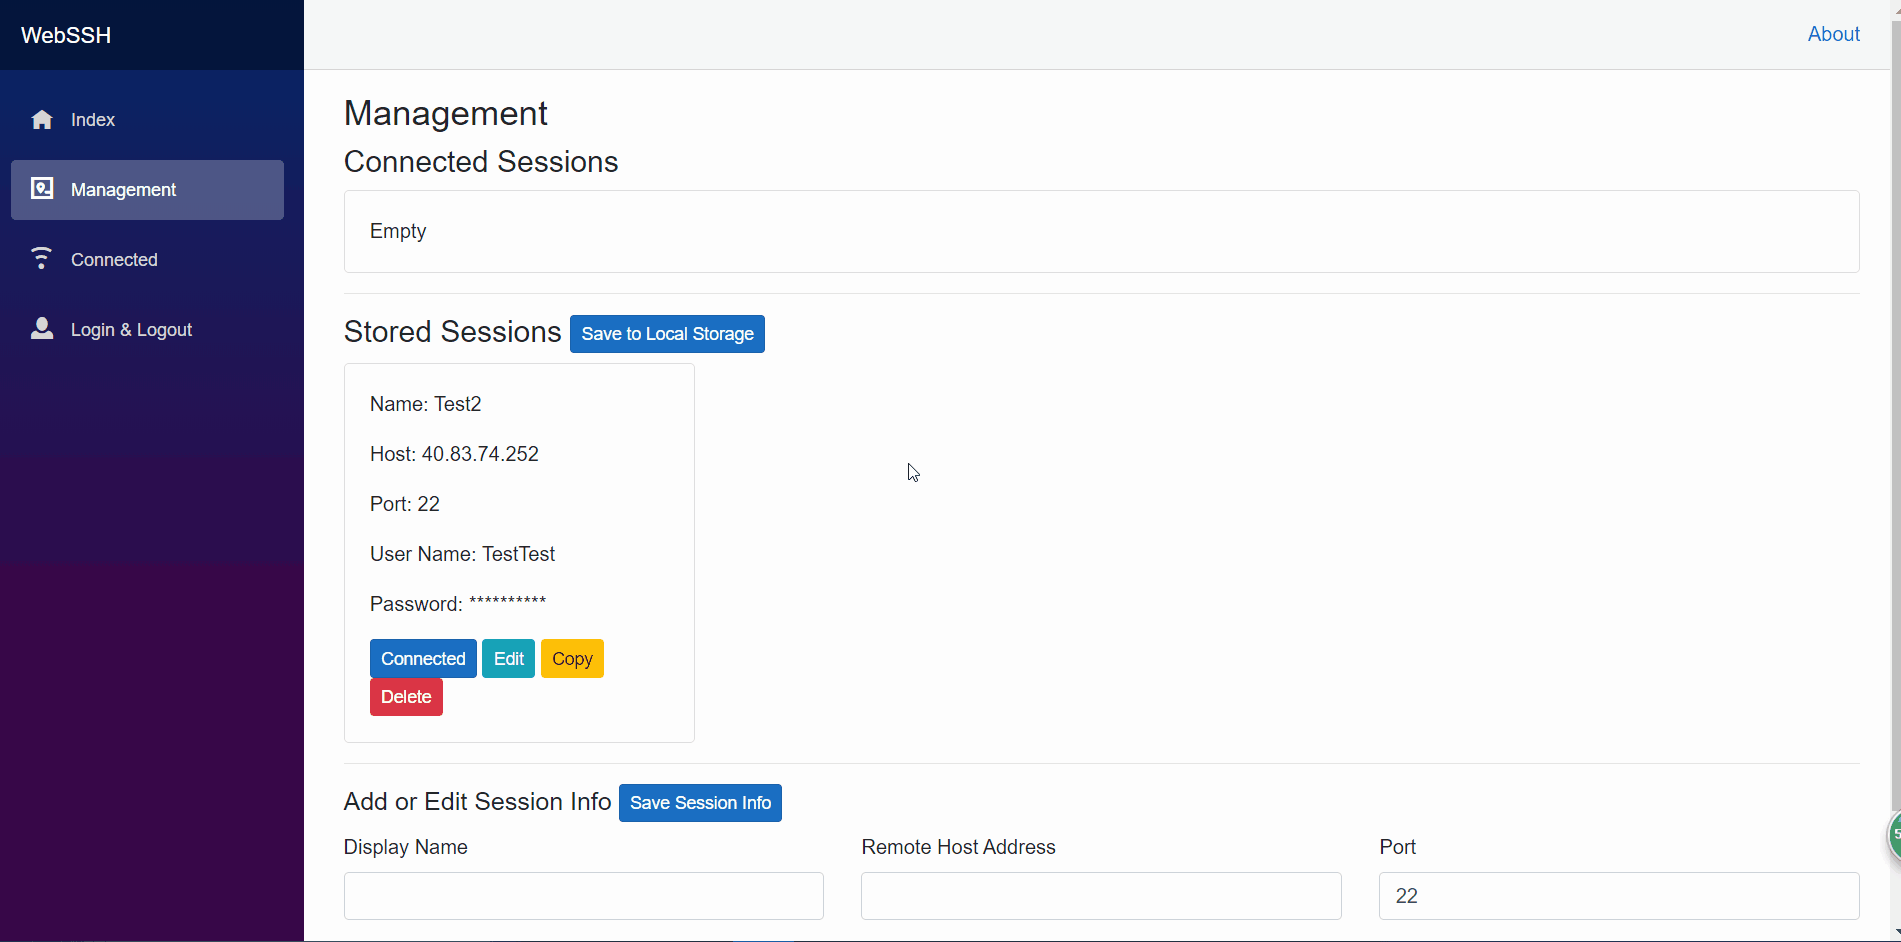 WebSSH
About
Index
Management
Connected
Login & Logout
Management
Connected Sessions
Empty
Stored Sessions Save to Local Storage
Name: Test2
Host: 40.83.74.252
Port: 22
User Name: TestTest
Password: **********
Connected Edit Copy
Delete
Add or Edit Session Info Save Session Info
Display Name Remote Host Address Port
22